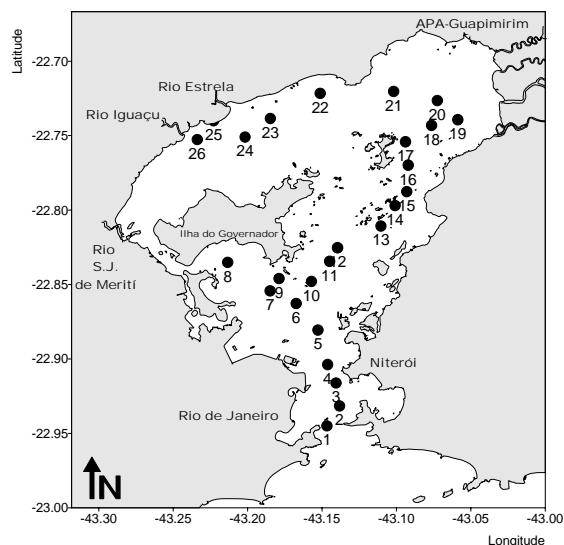 Latitude
APA-Guapimirim
-22.70
Rio Estrela
22
21
20
Rio Iguaçu
-22.75
26
25
24
23
19
18
17
16
15
14
13
-22.80
Ilha do Governador
Rio
S.J.
de Merití
12
11
8
-22.85
7
9
10
6
5
-22.90
4
Niterói
3
Rio de Janeiro
2
-22.95
1
N
-23.00
-43.30 -43.25 -43.20 -43.15 -43.10 -43.05 -43.00
Longitude